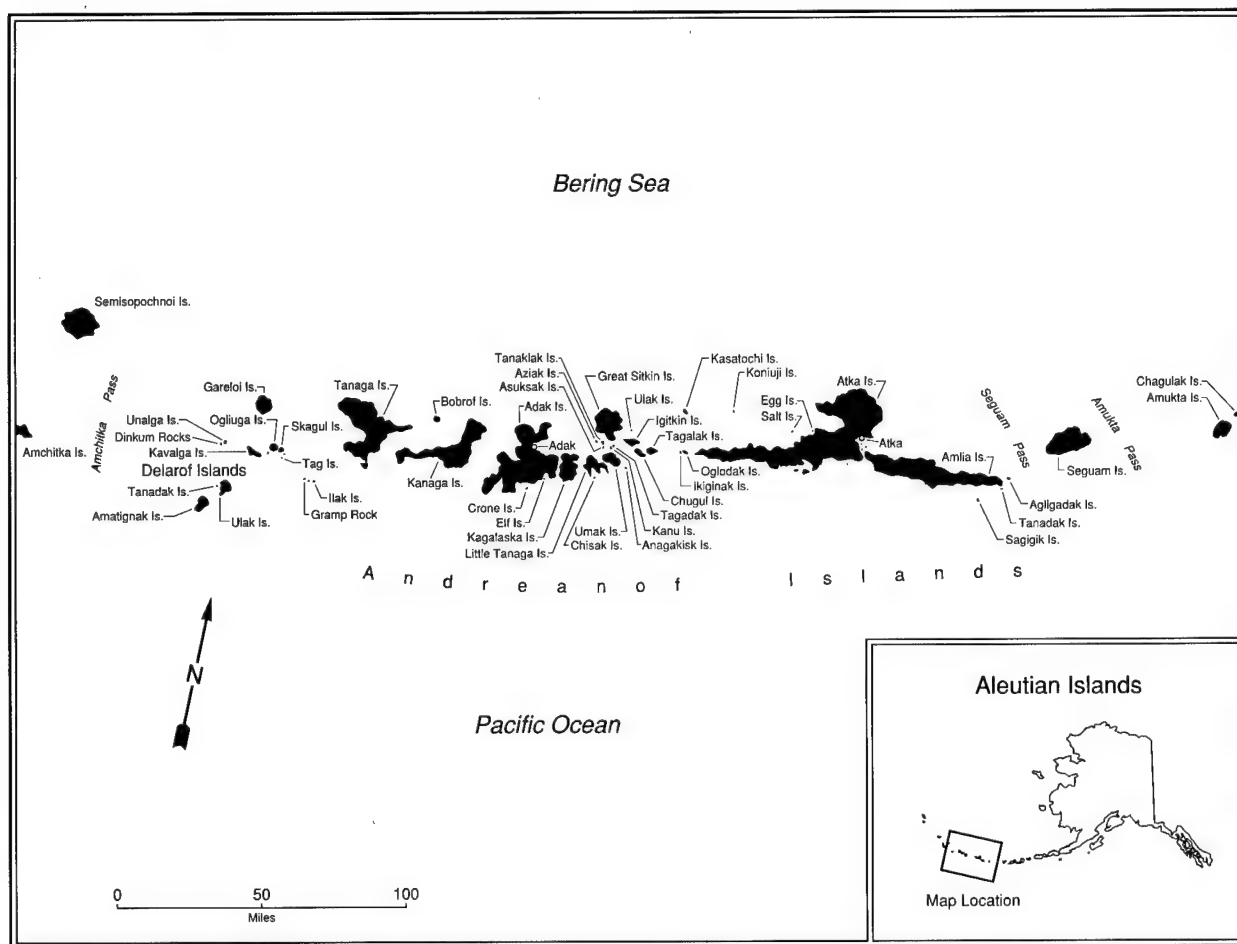 Bering Sea
Semisopochnoi Is.
Amchitka Pass
Amchitka Is.
Gareloi Is.
Unalga Is.
Ogliuga Is.
Dinkum Rocks
Kavalga Is.
Skagul Is.
Delarof Islands
Tag Is.
Tanadak Is.
Ilak Is.
Amatignak Is.
Ulak Is.
Gramp Rock
Tanaga Is.
Bobrof Is.
Kanaga Is.
Tanaklak Is.
Aziak Is.
Asuksak Is.
Great Sitkin Is.
Adak Is.
Adak
Ulak Is.
Igitkin Is.
Tagalak Is.
Kasatochi Is.
Koniuji Is.
Atka Is.
Egg Is.
Salt Is.
Atka
Oglodak Is.
Ikiginak Is.
Chugul Is.
Tagadak Is.
Crone Is.
Elf Is.
Kagalaska Is.
Little Tanaga Is.
Umak Is.
Chisak Is.
Kanu Is.
Anagakisk Is.
Amlia Is.
Seguam Pass
Amukta Pass
Chagulak Is.
Amukta Is.
Seguam Is.
Agligadak Is.
Tanadak Is.
Sagigik Is.
Andreanof Islands
N
Pacific Ocean
0 50 100
Miles
Aleutian Islands
Map Location